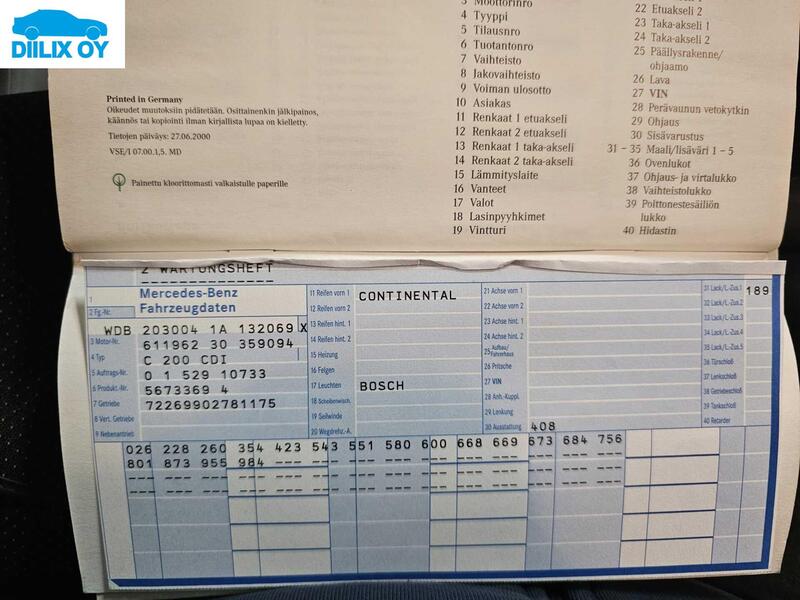 DIILIX OY
3 Moottorinro
4 Tyyppi
5 Tilausnro
6 Tuotantonro
7 Vaihteisto
8 Jakovaihteisto
9 Voiman ulosotto
10 Asiakas
11 Renkaat 1 etuakseli
12 Renkaat 2 etuakseli
13 Renkaat 1 taka-akseli
14 Renkaat 2 taka-akseli
15 Lämmityslaite
16 Vanteet
17 Valot
18 Lasinpyyhkimet
19 Vintturi
22 Etuakseli 2
23 Taka-akseli 1
24 Taka-akseli 2
25 Päällysrakenne/
ohjaamo
26 Lava
27 VIN
28 Perävaunun vetokytkin
29 Ohjaus
30 Sisävarustus
31 – 35 Maali/lisäväri 1 - 5
36 Ovenlukot
37 Ohjaus- ja virtalukko
38 Vaihteistolukko
39 Polttonestesäiliön
lukko
40 Hidastin
Printed in Germany
Oikeudet muutoksiin pidätetään. Osittainenkin jälkipainos,
käännös tai kopiointi ilman kirjallista lupaa on kielletty.
Tietojen päiväys: 27.06.2000
VSE/I 07.00.1,5. MD
Painettu kloorittomasti valkaistulle paperille
2 WARTUNGSHEFT
1
Mercedes-Benz
Fahrzeugdaten
2 Fg.-Nr.
WDB 203004 1A 132069 X
3 Motor-Nr. 611962 30 359094
4 Typ C 200 CDI
5 Auftrags-Nr. 0 1 529 10733
6 Produkt.-Nr. 5673369 4
7 Getriebe 72269902781175
8 Vert. Getriebe
9 Nebenantrieb
11 Reifen vorn 1 CONTINENTAL
12 Reifen vorn 2
13 Reifen hint. 1
14 Reifen hint. 2
15 Heizung
16 Felgen
17 Leuchten BOSCH
18 Scheibenwisch.
19 Seilwinde
20 Wegdrehz.-A.
21 Achse vorn 1
22 Achse vorn 2
23 Achse hint. 1
24 Achse hint. 2
25 Aufbau/
Fahrerhaus
26 Pritsche
27 VIN
28 Anh.-Kuppl.
29 Lenkung
30 Ausstattung 408
31 Lack/L.-Zus.1 189
32 Lack/L.-Zus.2
33 Lack/L.-Zus.3
34 Lack/L.-Zus.4
35 Lack/L.-Zus.5
36 Türschloß
37 Lenkschloß
38 Getriebeschloß
39 Tankschloß
40 Retarder
026 228 260 354 423 543 551 580 600 668 669 673 684 756
801 873 955 984 --- --- --- --- --- --- --- --- --- ---
--- --- --- --- --- --- --- --- --- --- --- --- --- ---
--- --- --- --- --- --- --- --- --- --- --- --- --- ---